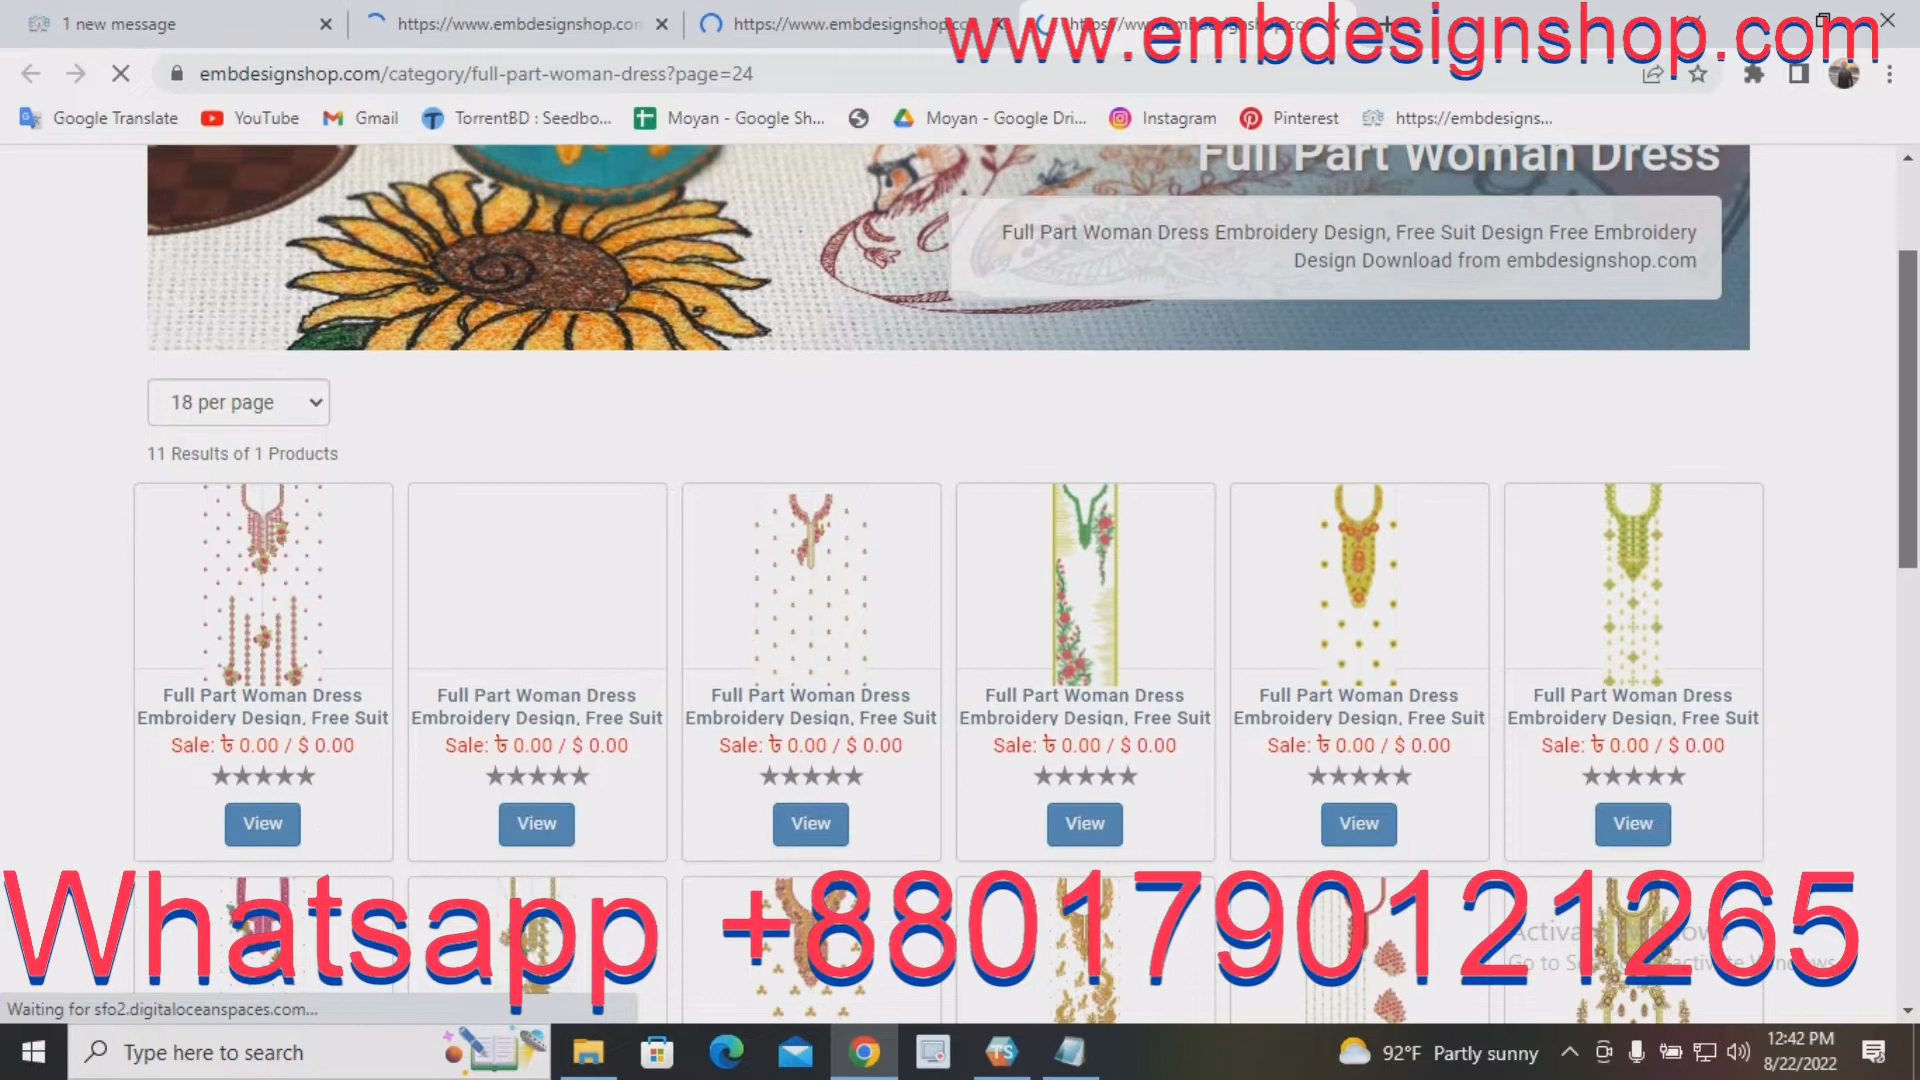 1 new message
https://www.embdesignshop.com
https://www.embdesignshop.co
www.embdesignshop.com
embdesignshop.com/category/full-part-woman-dress?page=24
Google Translate
YouTube
Gmail
TorrentBD : Seedbo...
Moyan - Google Sh...
Moyan - Google Dri...
Instagram
Pinterest
https://embdesigns...
Full Part Woman Dress
Full Part Woman Dress Embroidery Design, Free Suit Design Free Embroidery
Design Download from embdesignshop.com
18 per page
11 Results of 1 Products
Full Part Woman Dress
Embroidery Design, Free Suit
Sale: ৳ 0.00 / $ 0.00
View
Full Part Woman Dress
Embroidery Design, Free Suit
Sale: ৳ 0.00 / $ 0.00
View
Full Part Woman Dress
Embroidery Design, Free Suit
Sale: ৳ 0.00 / $ 0.00
View
Full Part Woman Dress
Embroidery Design, Free Suit
Sale: ৳ 0.00 / $ 0.00
View
Full Part Woman Dress
Embroidery Design, Free Suit
Sale: ৳ 0.00 / $ 0.00
View
Full Part Woman Dress
Embroidery Design, Free Suit
Sale: ৳ 0.00 / $ 0.00
View
Whatsapp +8801790121265
Waiting for sfo2.digitaloceanspaces.com...
Type here to search
TS
92°F Partly sunny
12:42 PM
8/22/2022